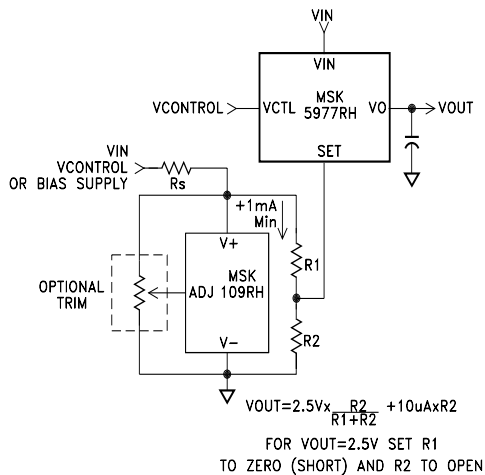 VIN
VIN
MSK
5977RH
VCONTROL
VCTL
VO
VOUT
SET
VIN
VCONTROL
OR BIAS SUPPLY
Rs
+1mA
Min
V+
R1
MSK
ADJ 109RH
OPTIONAL
TRIM
R2
V-
VOUT=2.5Vx R2 +10uAxR2
R1+R2
FOR VOUT=2.5V SET R1
TO ZERO (SHORT) AND R2 TO OPEN